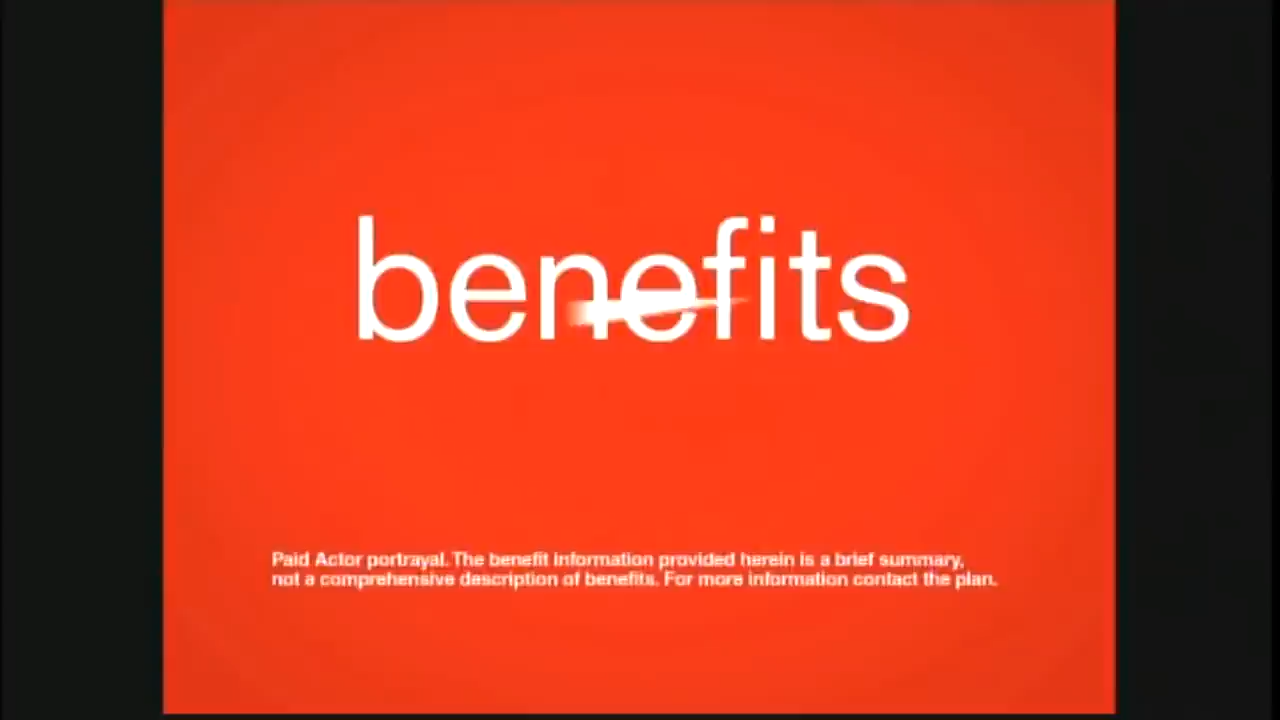 benefits
Paid Actor portrayal. The benefit information provided herein is a brief summary,
not a comprehensive description of benefits. For more information contact the plan.